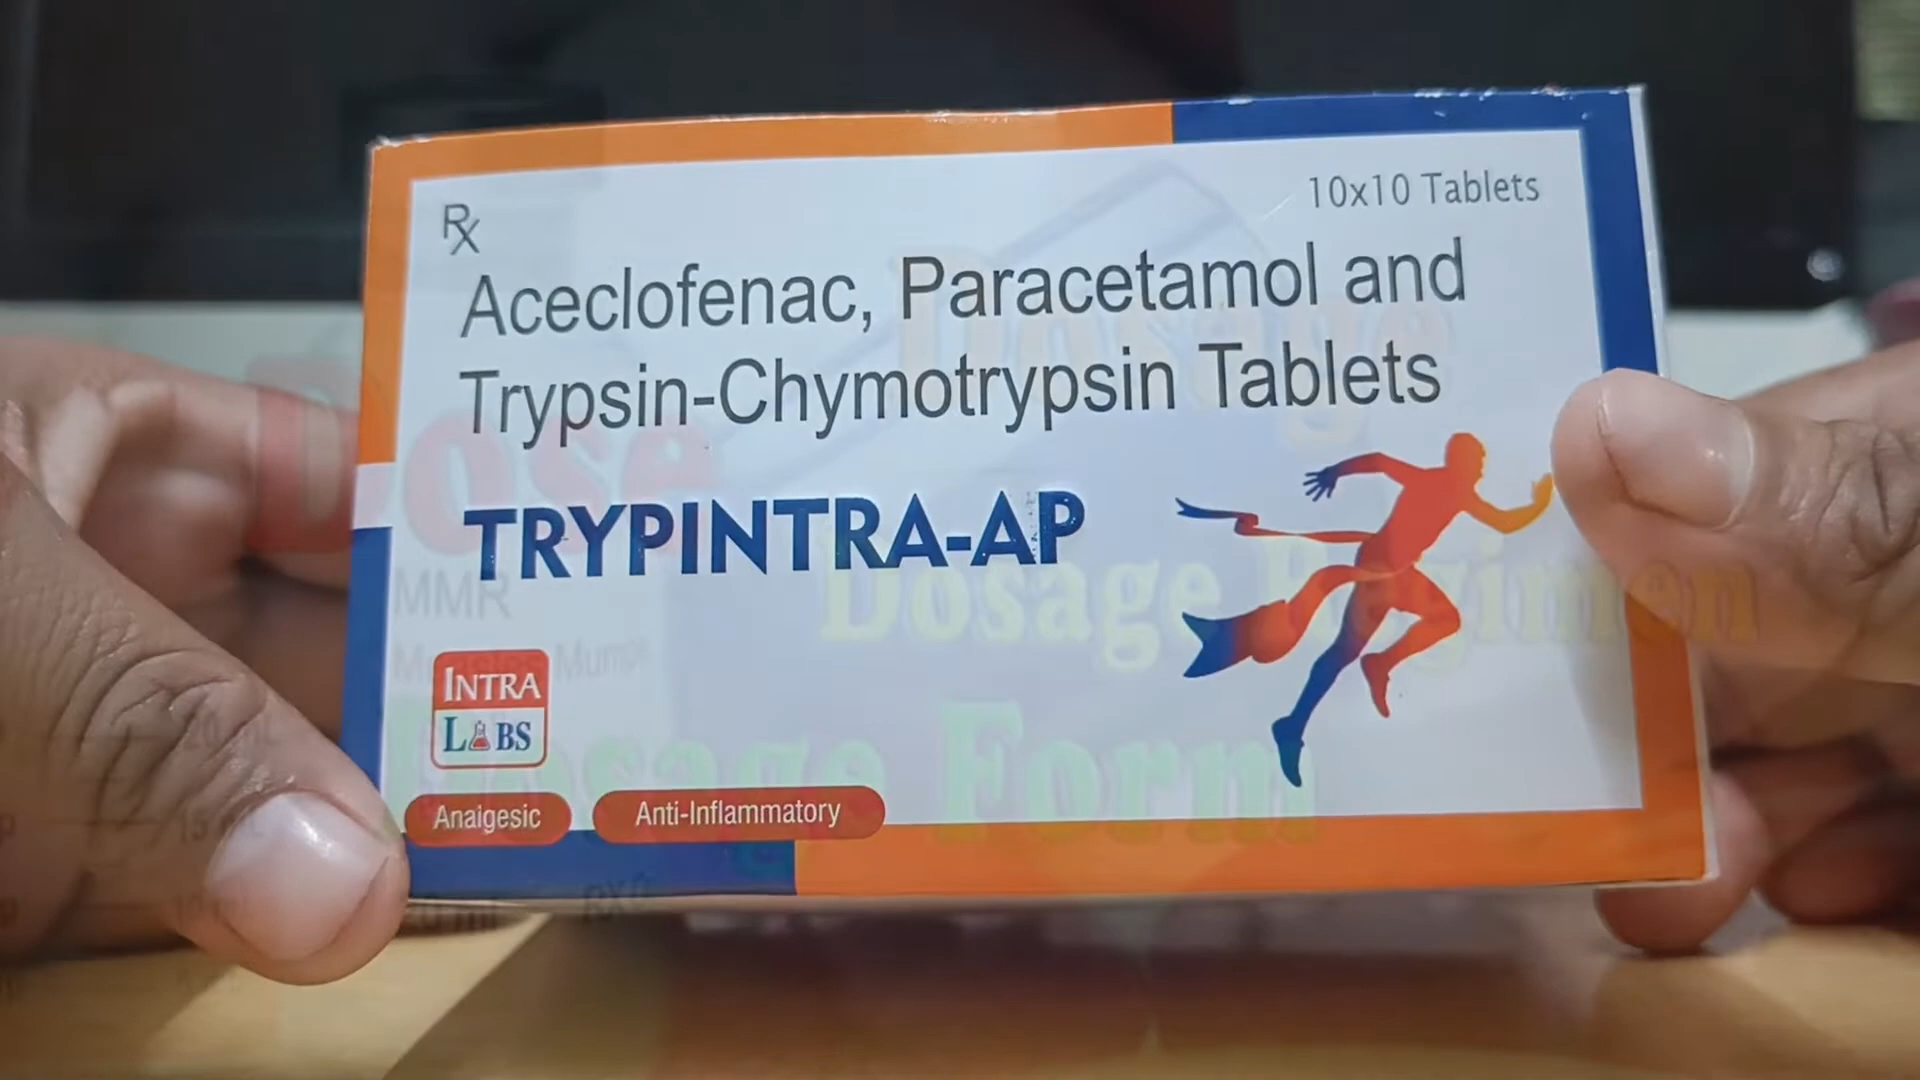 10x10 Tablets
Rx
Aceclofenac, Paracetamol and
Trypsin-Chymotrypsin Tablets
TRYPINTRA-AP
INTRA
LABS
Analgesic
Anti-Inflammatory
Dose
Dosage
MMR
Dosage Regimen
Dosage Form